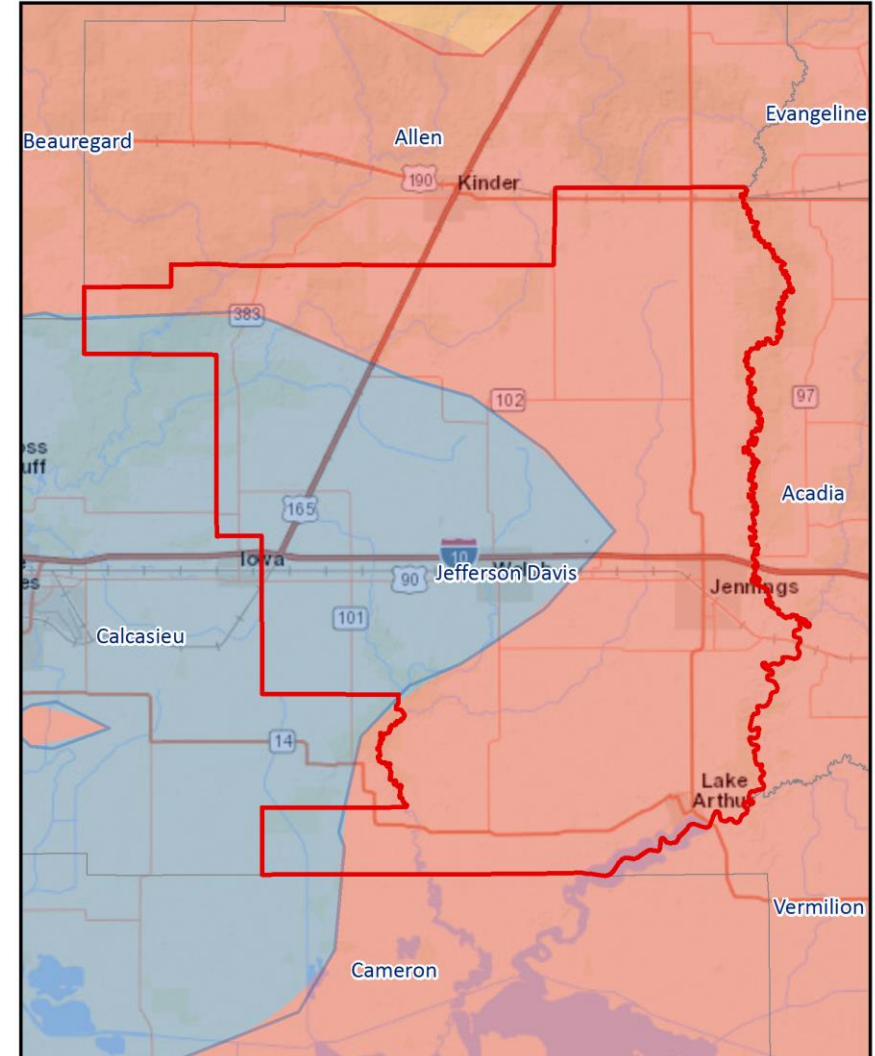 Evangeline
Beauregard
Allen
190
Kinder
383
102
97
Acadia
165
Iowa
10
90
Jefferson Davis
Jennings
101
Calcasieu
14
Lake
Arthur
Vermilion
Cameron